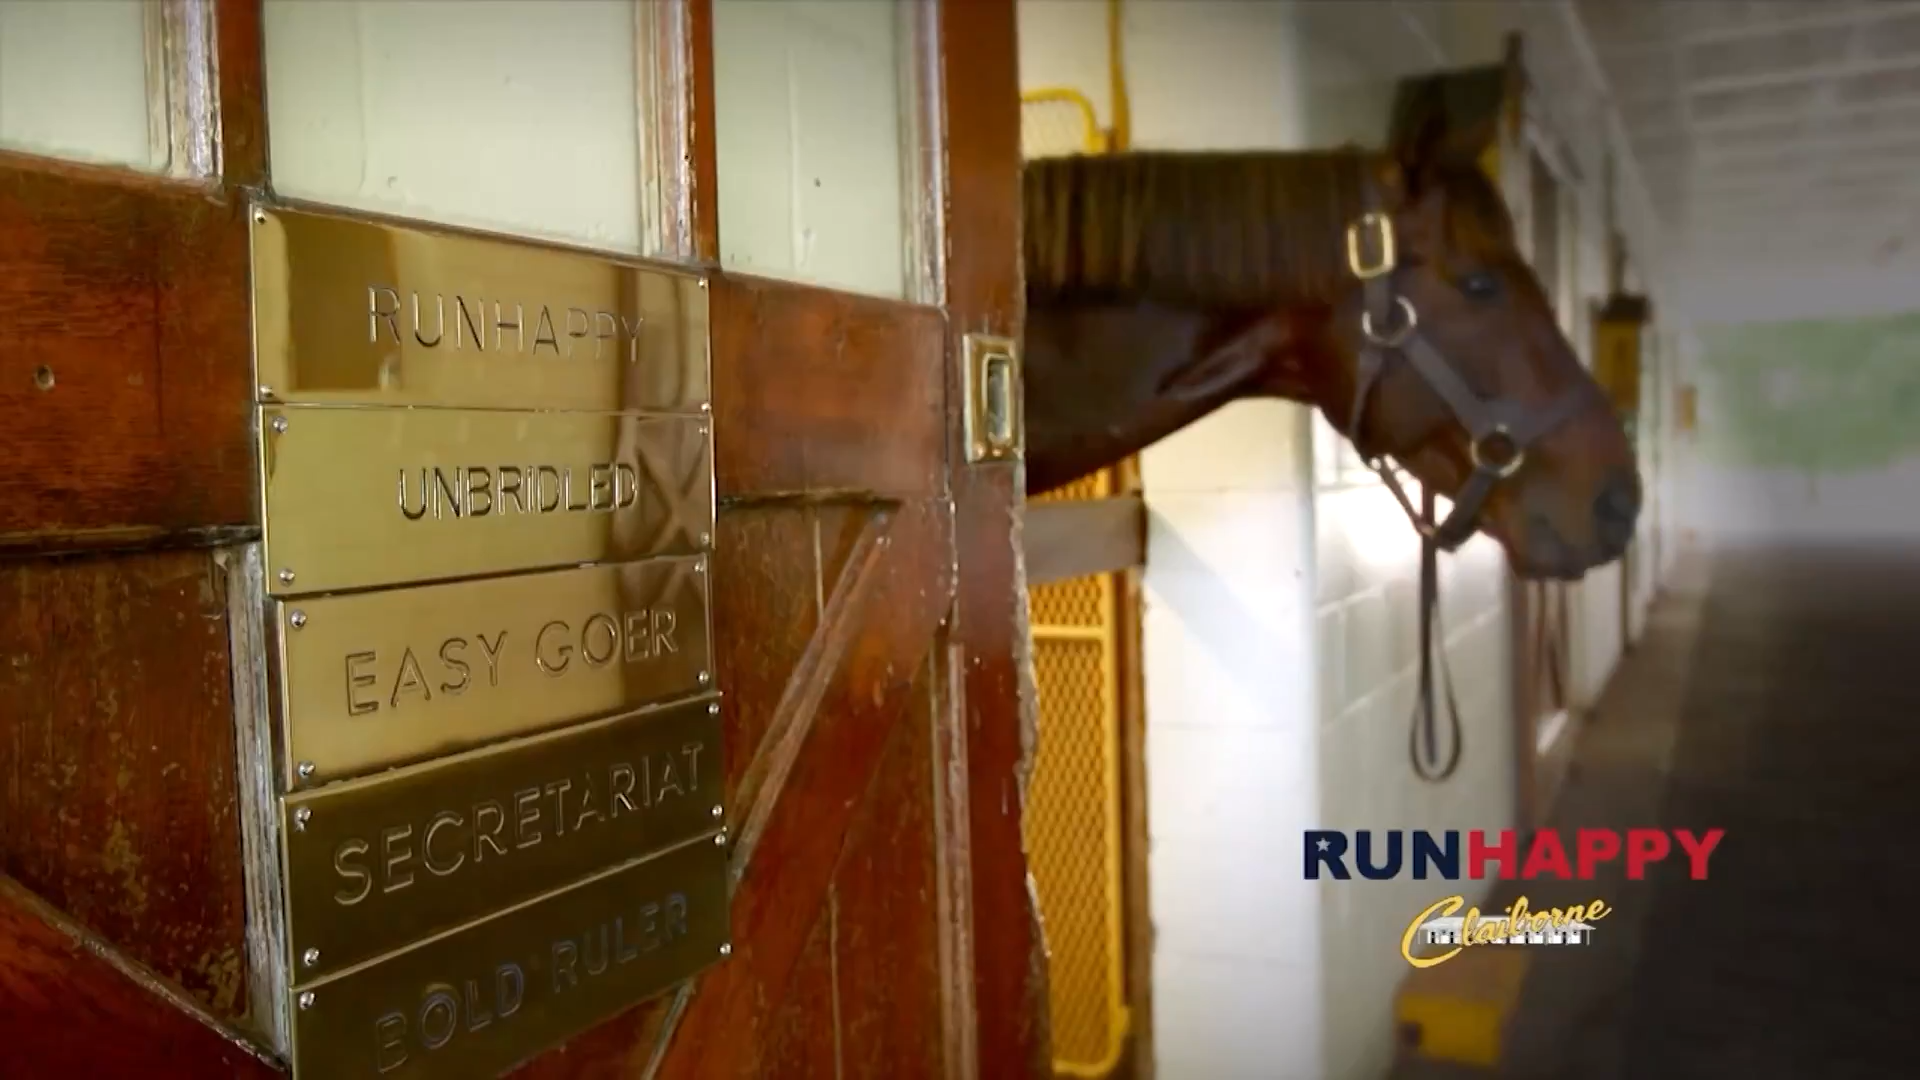 RUNHAPPY
UNBRIDLED
EASY GOER
SECRETARIAT
BOLD RULER
RUNHAPPY
Claiborne